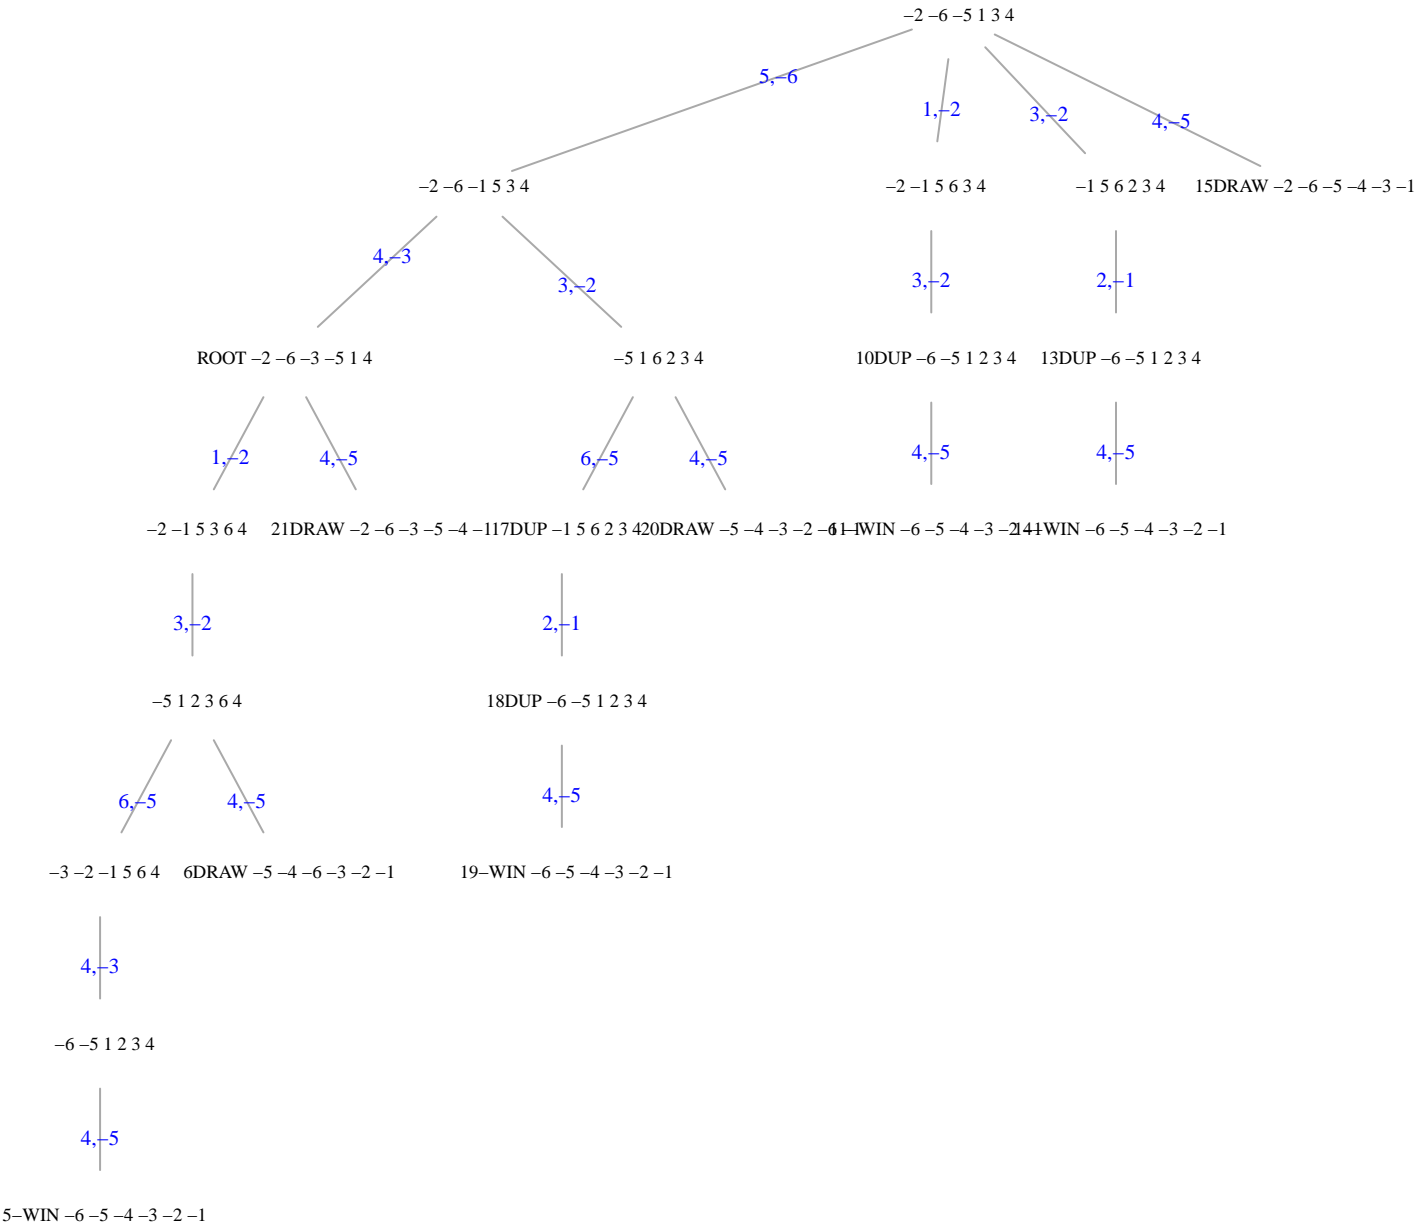 –2 –6 –5 1 3 4
5,–6
1,–2
3,–2
4,–5
–2 –6 –1 5 3 4
–2 –1 5 6 3 4
–1 5 6 2 3 4
15DRAW –2 –6 –5 –4 –3 –1
4,–3
3,–2
3,–2
2,–1
ROOT –2 –6 –3 –5 1 4
–5 1 6 2 3 4
10DUP –6 –5 1 2 3 4
13DUP –6 –5 1 2 3 4
1,–2
4,–5
6,–5
4,–5
4,–5
4,–5
–2 –1 5 3 6 4
21DRAW –2 –6 –3 –5 –4 –1
17DUP –1 5 6 2 3 4
20DRAW –5 –4 –3 –2 –6 –1
11–WIN –6 –5 –4 –3 –2 –1
14–WIN –6 –5 –4 –3 –2 –1
3,–2
2,–1
–5 1 2 3 6 4
18DUP –6 –5 1 2 3 4
6,–5
4,–5
4,–5
–3 –2 –1 5 6 4
6DRAW –5 –4 –6 –3 –2 –1
19–WIN –6 –5 –4 –3 –2 –1
4,–3
–6 –5 1 2 3 4
4,–5
5–WIN –6 –5 –4 –3 –2 –1